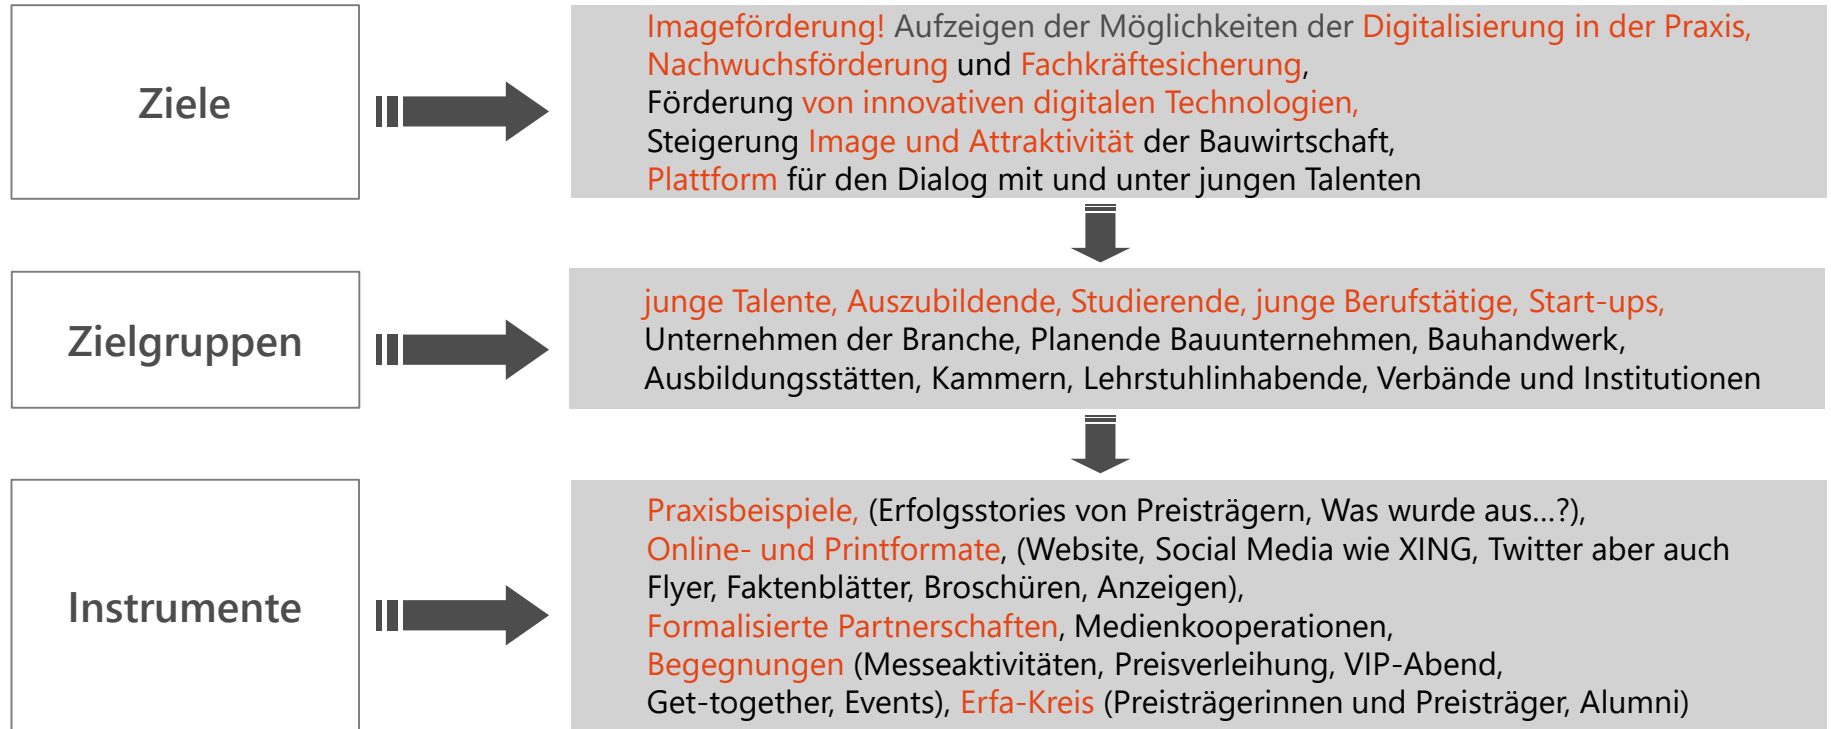 Ziele
Imageförderung! Aufzeigen der Möglichkeiten der Digitalisierung in der Praxis,
Nachwuchsförderung und Fachkräftesicherung,
Förderung von innovativen digitalen Technologien,
Steigerung Image und Attraktivität der Bauwirtschaft,
Plattform für den Dialog mit und unter jungen Talenten
Zielgruppen
junge Talente, Auszubildende, Studierende, junge Berufstätige, Start-ups,
Unternehmen der Branche, Planende Bauunternehmen, Bauhandwerk,
Ausbildungsstätten, Kammern, Lehrstuhlinhabende, Verbände und Institutionen
Instrumente
Praxisbeispiele, (Erfolgsstories von Preisträgern, Was wurde aus...?),
Online- und Printformate, (Website, Social Media wie XING, Twitter aber auch
Flyer, Faktenblätter, Broschüren, Anzeigen),
Formalisierte Partnerschaften, Medienkooperationen,
Begegnungen (Messeaktivitäten, Preisverleihung, VIP-Abend,
Get-together, Events), Erfa-Kreis (Preisträgerinnen und Preisträger, Alumni)